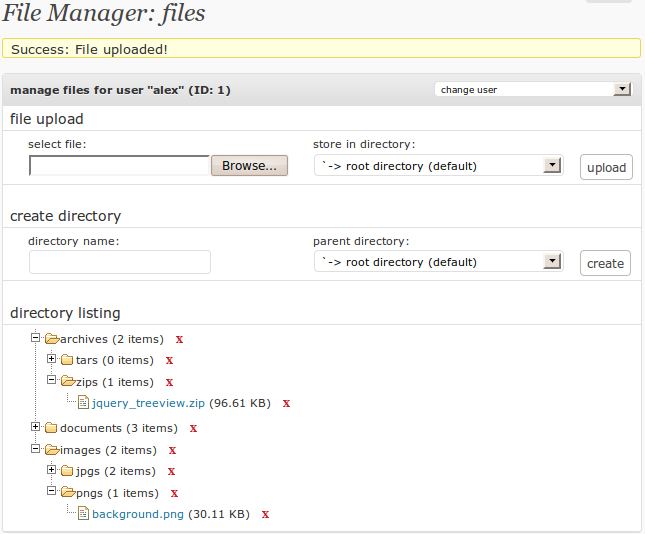 File Manager: files
Success: File uploaded!
manage files for user "alex" (ID: 1)
change user
file upload
select file:
store in directory:
Browse...
`-> root directory (default)
upload
create directory
directory name:
parent directory:
`-> root directory (default)
create
directory listing
archives (2 items) x
tars (0 items) x
zips (1 items) x
jquery_treeview.zip (96.61 KB) x
documents (3 items) x
images (2 items) x
jpgs (2 items) x
pngs (1 items) x
background.png (30.11 KB) x